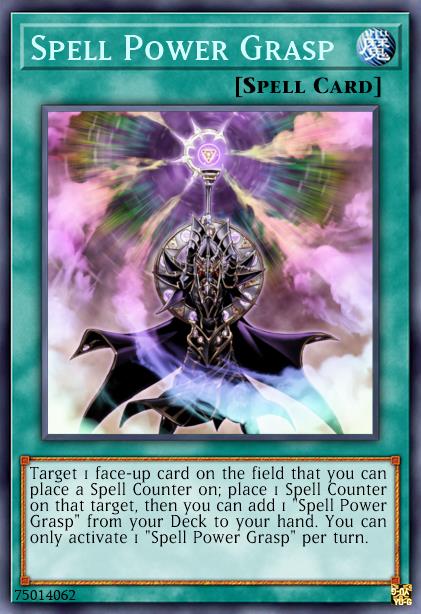 Spell Power Grasp
[Spell Card]
Target 1 face-up card on the field that you can
place a Spell Counter on; place 1 Spell Counter
on that target, then you can add 1 "Spell Power
Grasp" from your Deck to your hand. You can
only activate 1 "Spell Power Grasp" per turn.
75014062